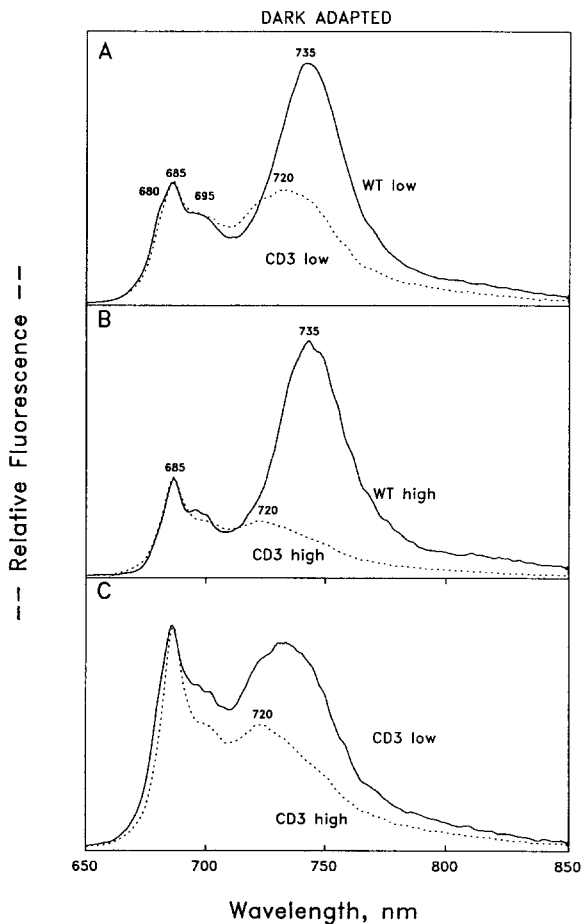 DARK ADAPTED
A
735
680
685
695
720
WT low
CD3 low
B
735
685
720
WT high
CD3 high
C
720
CD3 low
CD3 high
650
700
750
800
850
Wavelength, nm
-- Relative Fluorescence --